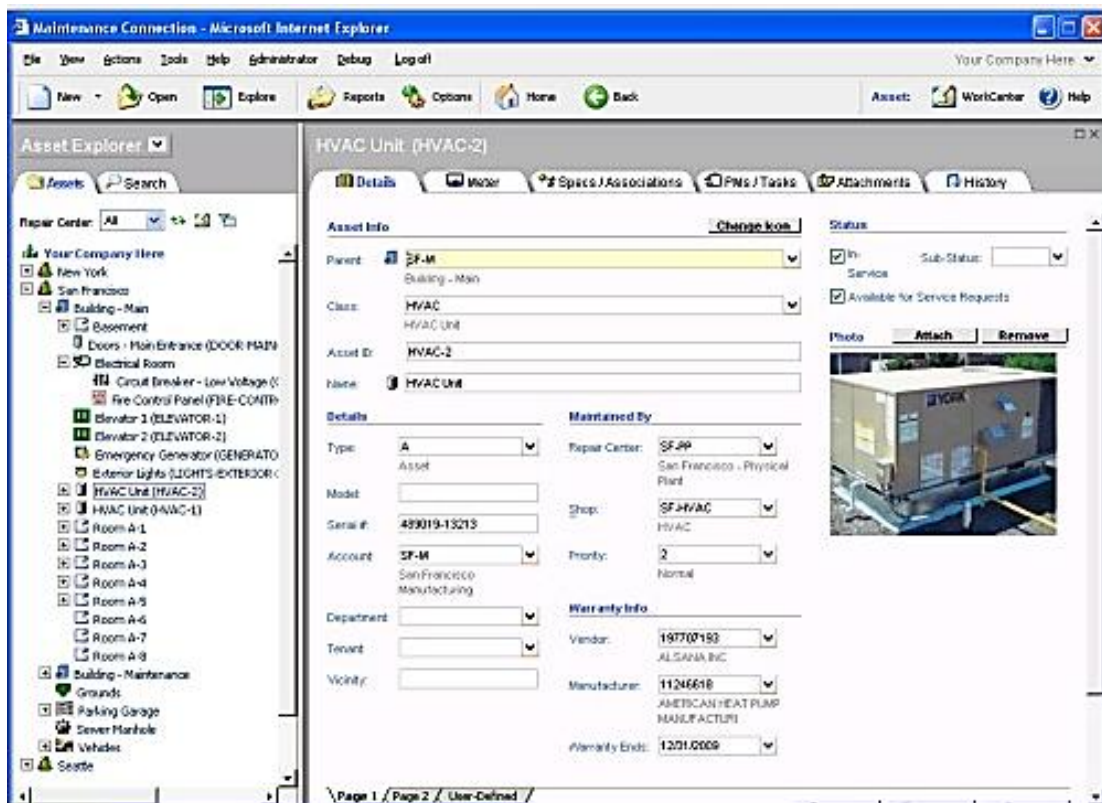 Maintenance Connection - Microsoft Internet Explorer
File View Actions Tools Help Administrator Debug Logoff Your Company Here
New Open Explore Reports Options Home Back Asset: WorkCenter Help
Asset Explorer
HVAC Unit (HVAC-2)
Assets Search
Details Meter Specs / Associations PMs / Tasks Attachments History
Repair Center: All
Your Company Here
New York
San Francisco
Building - Main
Basement
Doors - Main Entrance (DOOR-MAIN-
Electrical Room
Circuit Breaker - Low Voltage (
Fire Control Panel (FIRE-CONTR
Elevator 1 (ELEVATOR-1)
Elevator 2 (ELEVATOR-2)
Emergency Generator (GENERATO
Exterior Lights (LIGHTS-EXTERIOR
HVAC Unit (HVAC-2)
HVAC Unit (HVAC-1)
Room A-1
Room A-2
Room A-3
Room A-4
Room A-5
Room A-6
Room A-7
Room A-8
Building - Maintenance
Grounds
Parking Garage
Sewer Manhole
Vehicles
Seattle
Asset Info Change Icon
Parent: SF-M
Building - Main
Class: HVAC
HVAC Unit
Asset ID: HVAC-2
Name: HVAC Unit
Details
Type: A
Asset
Model:
Serial #: 489019-13213
Account: SF-M
San Francisco
Manufacturing
Department:
Tenant:
Vicinity:
Maintained By
Repair Center: SF-PP
San Francisco - Physical
Plant
Shop: SF-HVAC
HVAC
Priority: 2
Normal
Warranty Info
Vendor: 197707193
ALSANA INC
Manufacturer: 11246618
AMERICAN HEAT PUMP
MANUFACTURI
Warranty Ends: 12/31/2009
Status
In Service Sub-Status:
Available for Service Requests
Photo Attach Remove
YORK
Page 1 Page 2 User-Defined